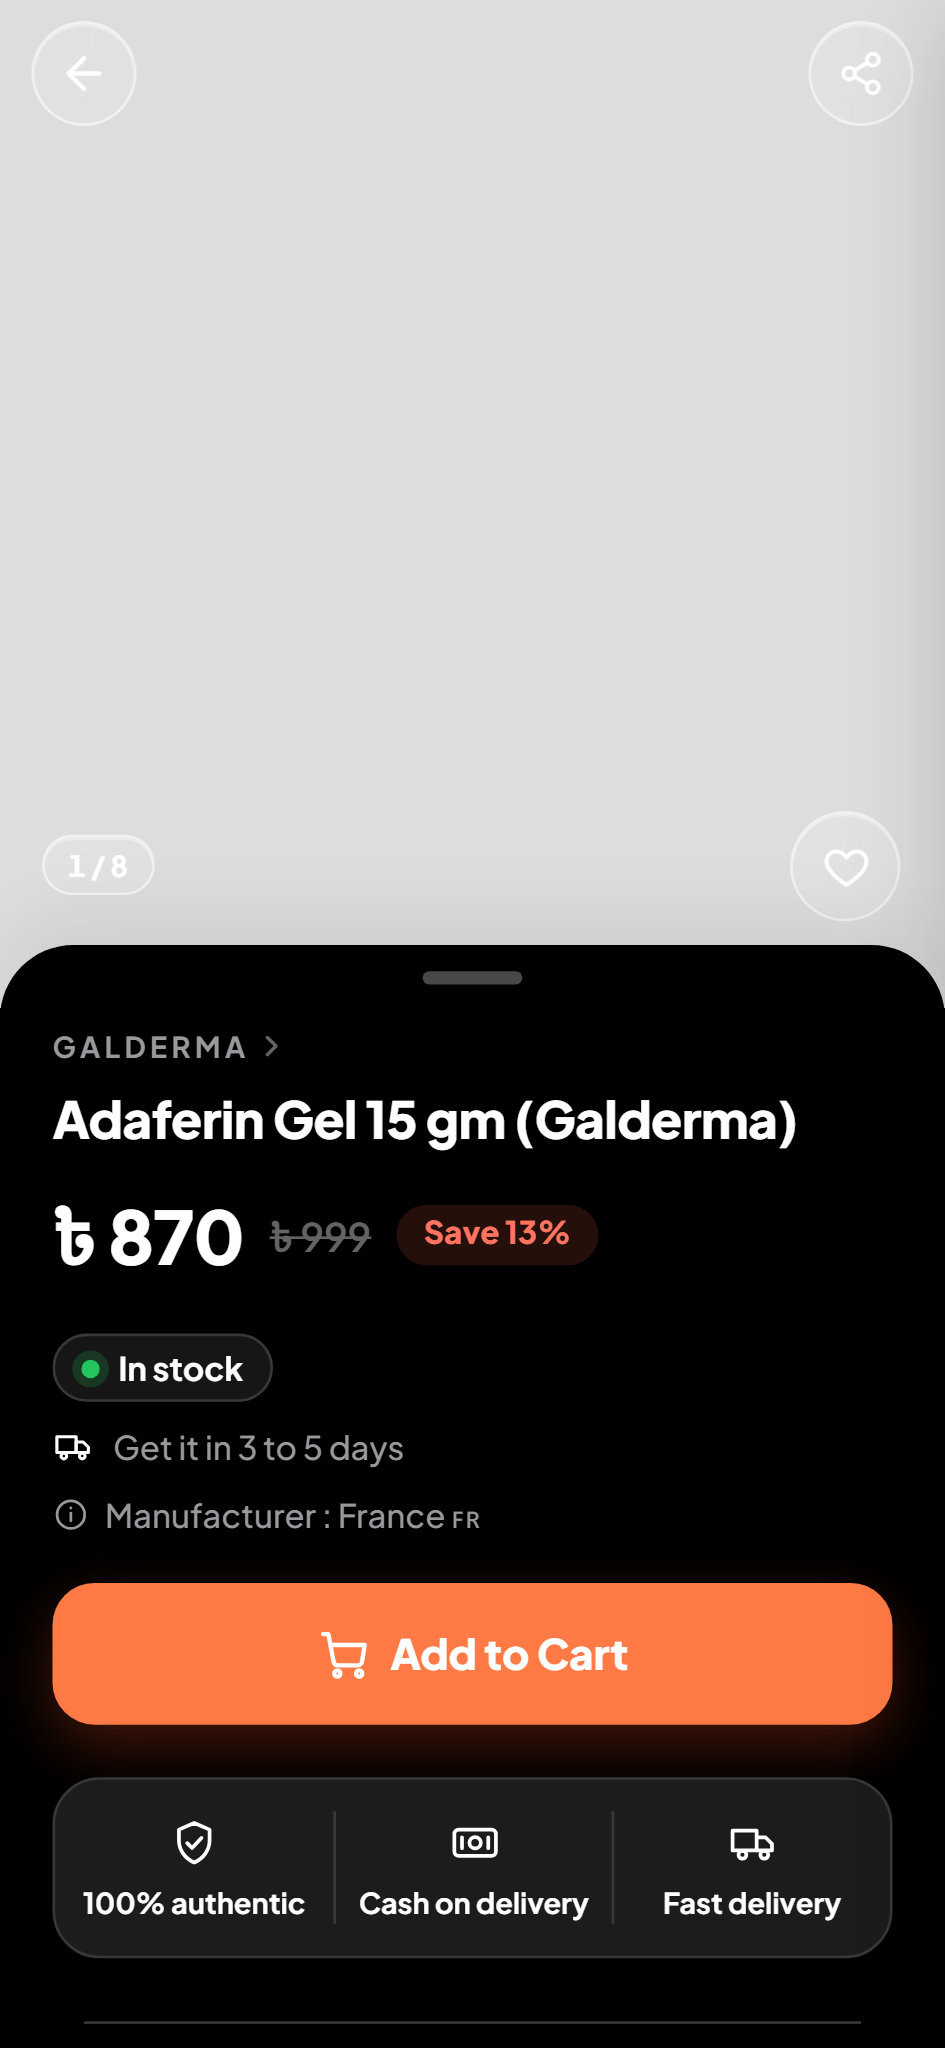 1/8
GALDERMA
Adaferin Gel 15 gm (Galderma)
৳ 870 ৳ 999 Save 13%
In stock
Get it in 3 to 5 days
Manufacturer : France FR
Add to Cart
100% authentic Cash on delivery Fast delivery